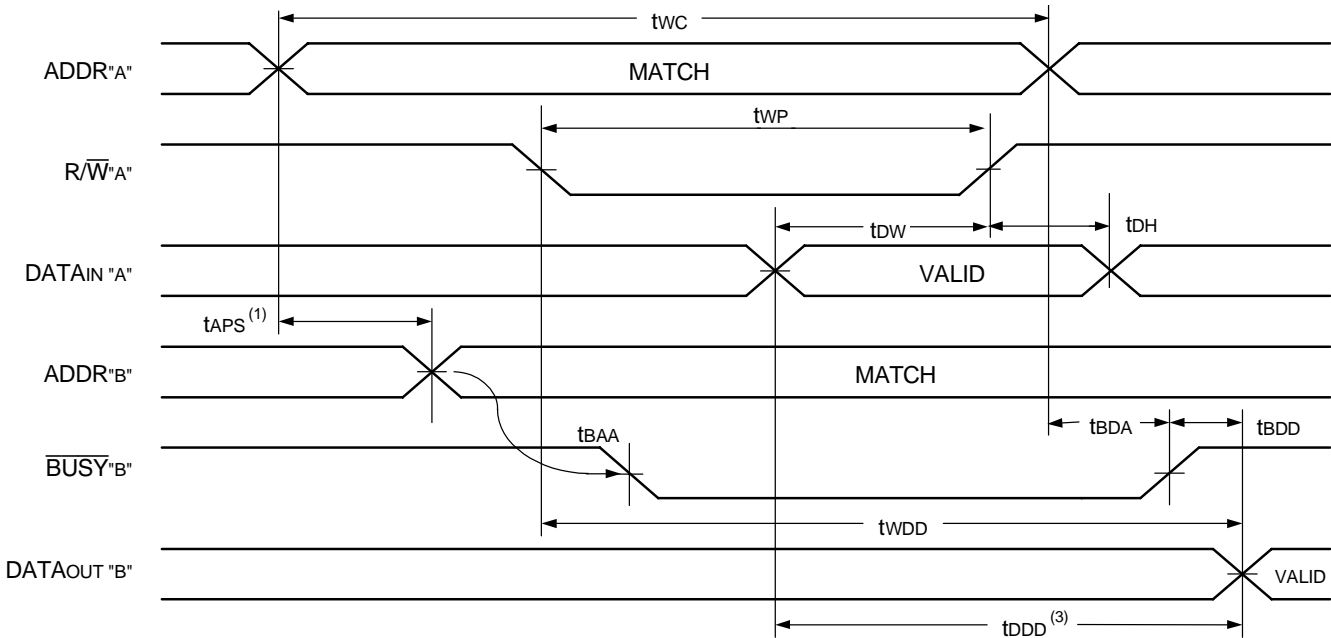 tWC
ADDR"A"
MATCH
tWP
R/W̅"A"
tDW
tDH
DATAIN "A"
VALID
tAPS (1)
ADDR"B"
MATCH
tBAA
tBDA
tBDD
B̅U̅S̅Y̅"B"
tWDD
DATAOUT "B"
VALID
tDDD (3)